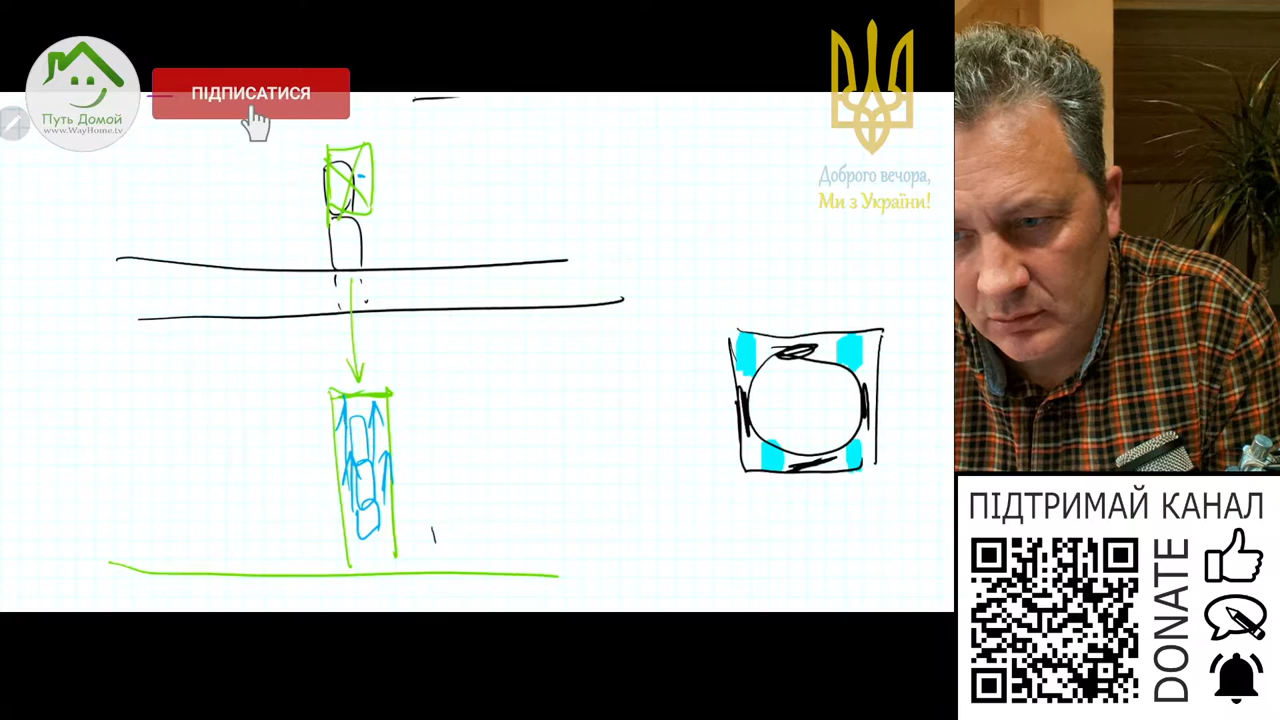 ПІДПИСАТИСЯ
Путь Домой
www.WayHome.tv
Доброго вечора,
Ми з України!
ПІДТРИМАЙ КАНАЛ
DONATE